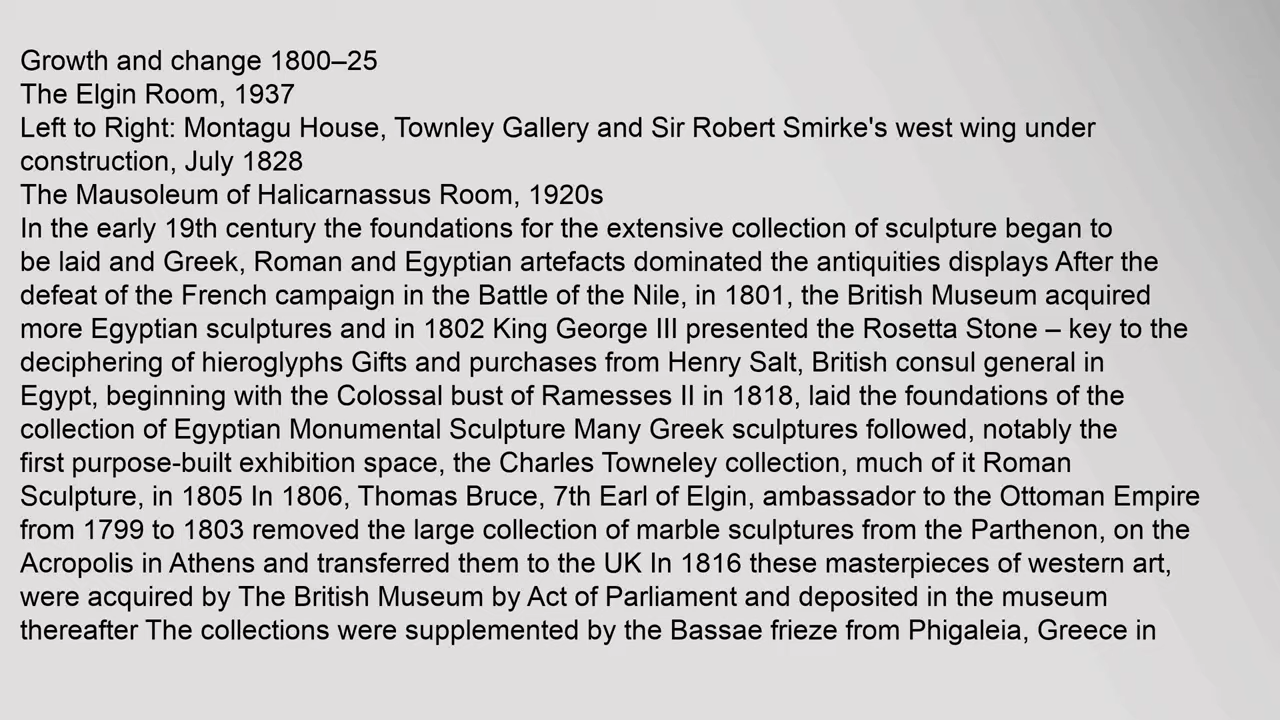 Growth and change 1800–25
The Elgin Room, 1937
Left to Right: Montagu House, Townley Gallery and Sir Robert Smirke's west wing under
construction, July 1828
The Mausoleum of Halicarnassus Room, 1920s
In the early 19th century the foundations for the extensive collection of sculpture began to
be laid and Greek, Roman and Egyptian artefacts dominated the antiquities displays After the
defeat of the French campaign in the Battle of the Nile, in 1801, the British Museum acquired
more Egyptian sculptures and in 1802 King George III presented the Rosetta Stone – key to the
deciphering of hieroglyphs Gifts and purchases from Henry Salt, British consul general in
Egypt, beginning with the Colossal bust of Ramesses II in 1818, laid the foundations of the
collection of Egyptian Monumental Sculpture Many Greek sculptures followed, notably the
first purpose-built exhibition space, the Charles Towneley collection, much of it Roman
Sculpture, in 1805 In 1806, Thomas Bruce, 7th Earl of Elgin, ambassador to the Ottoman Empire
from 1799 to 1803 removed the large collection of marble sculptures from the Parthenon, on the
Acropolis in Athens and transferred them to the UK In 1816 these masterpieces of western art,
were acquired by The British Museum by Act of Parliament and deposited in the museum
thereafter The collections were supplemented by the Bassae frieze from Phigaleia, Greece in